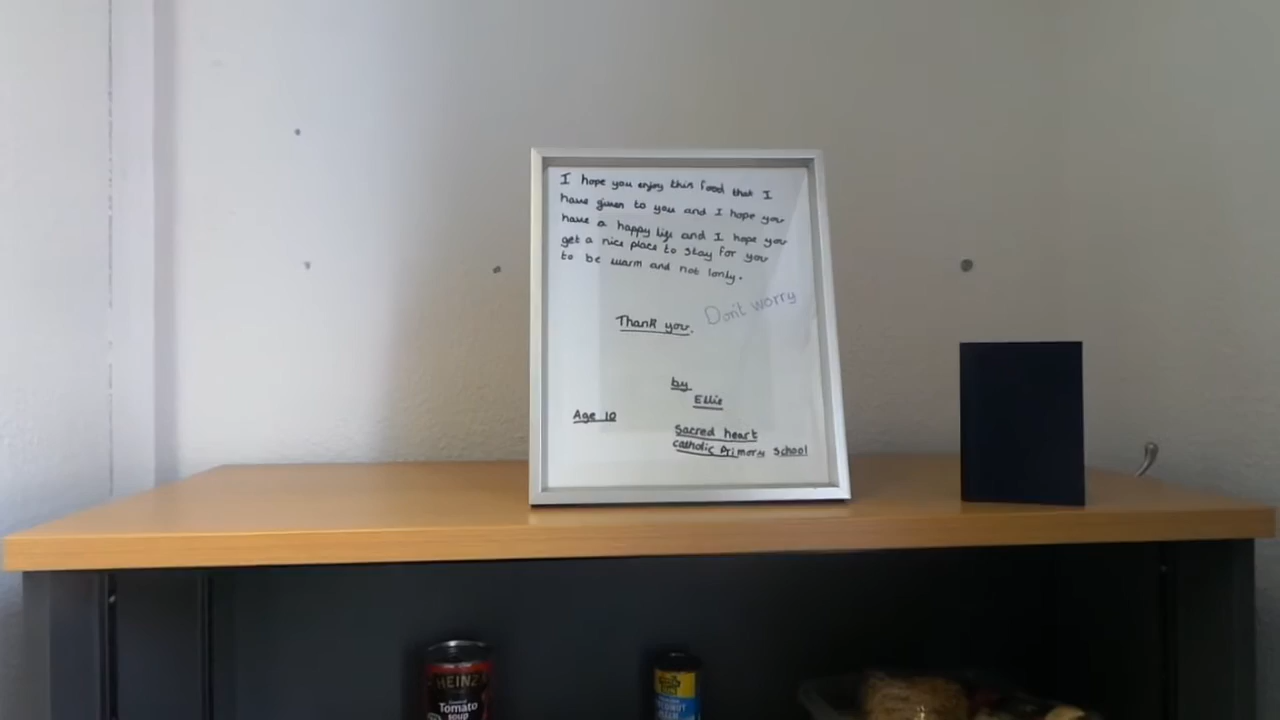 I hope you enjoy this food that I
have given to you and I hope you
have a happy life and I hope you
get a nice place to stay for you
to be warm and not lonly.
Don't worry
Thank you.
by
Ellie
Age 10
Sacred heart
catholic Primary School
HEINZ
Tomato
Soup